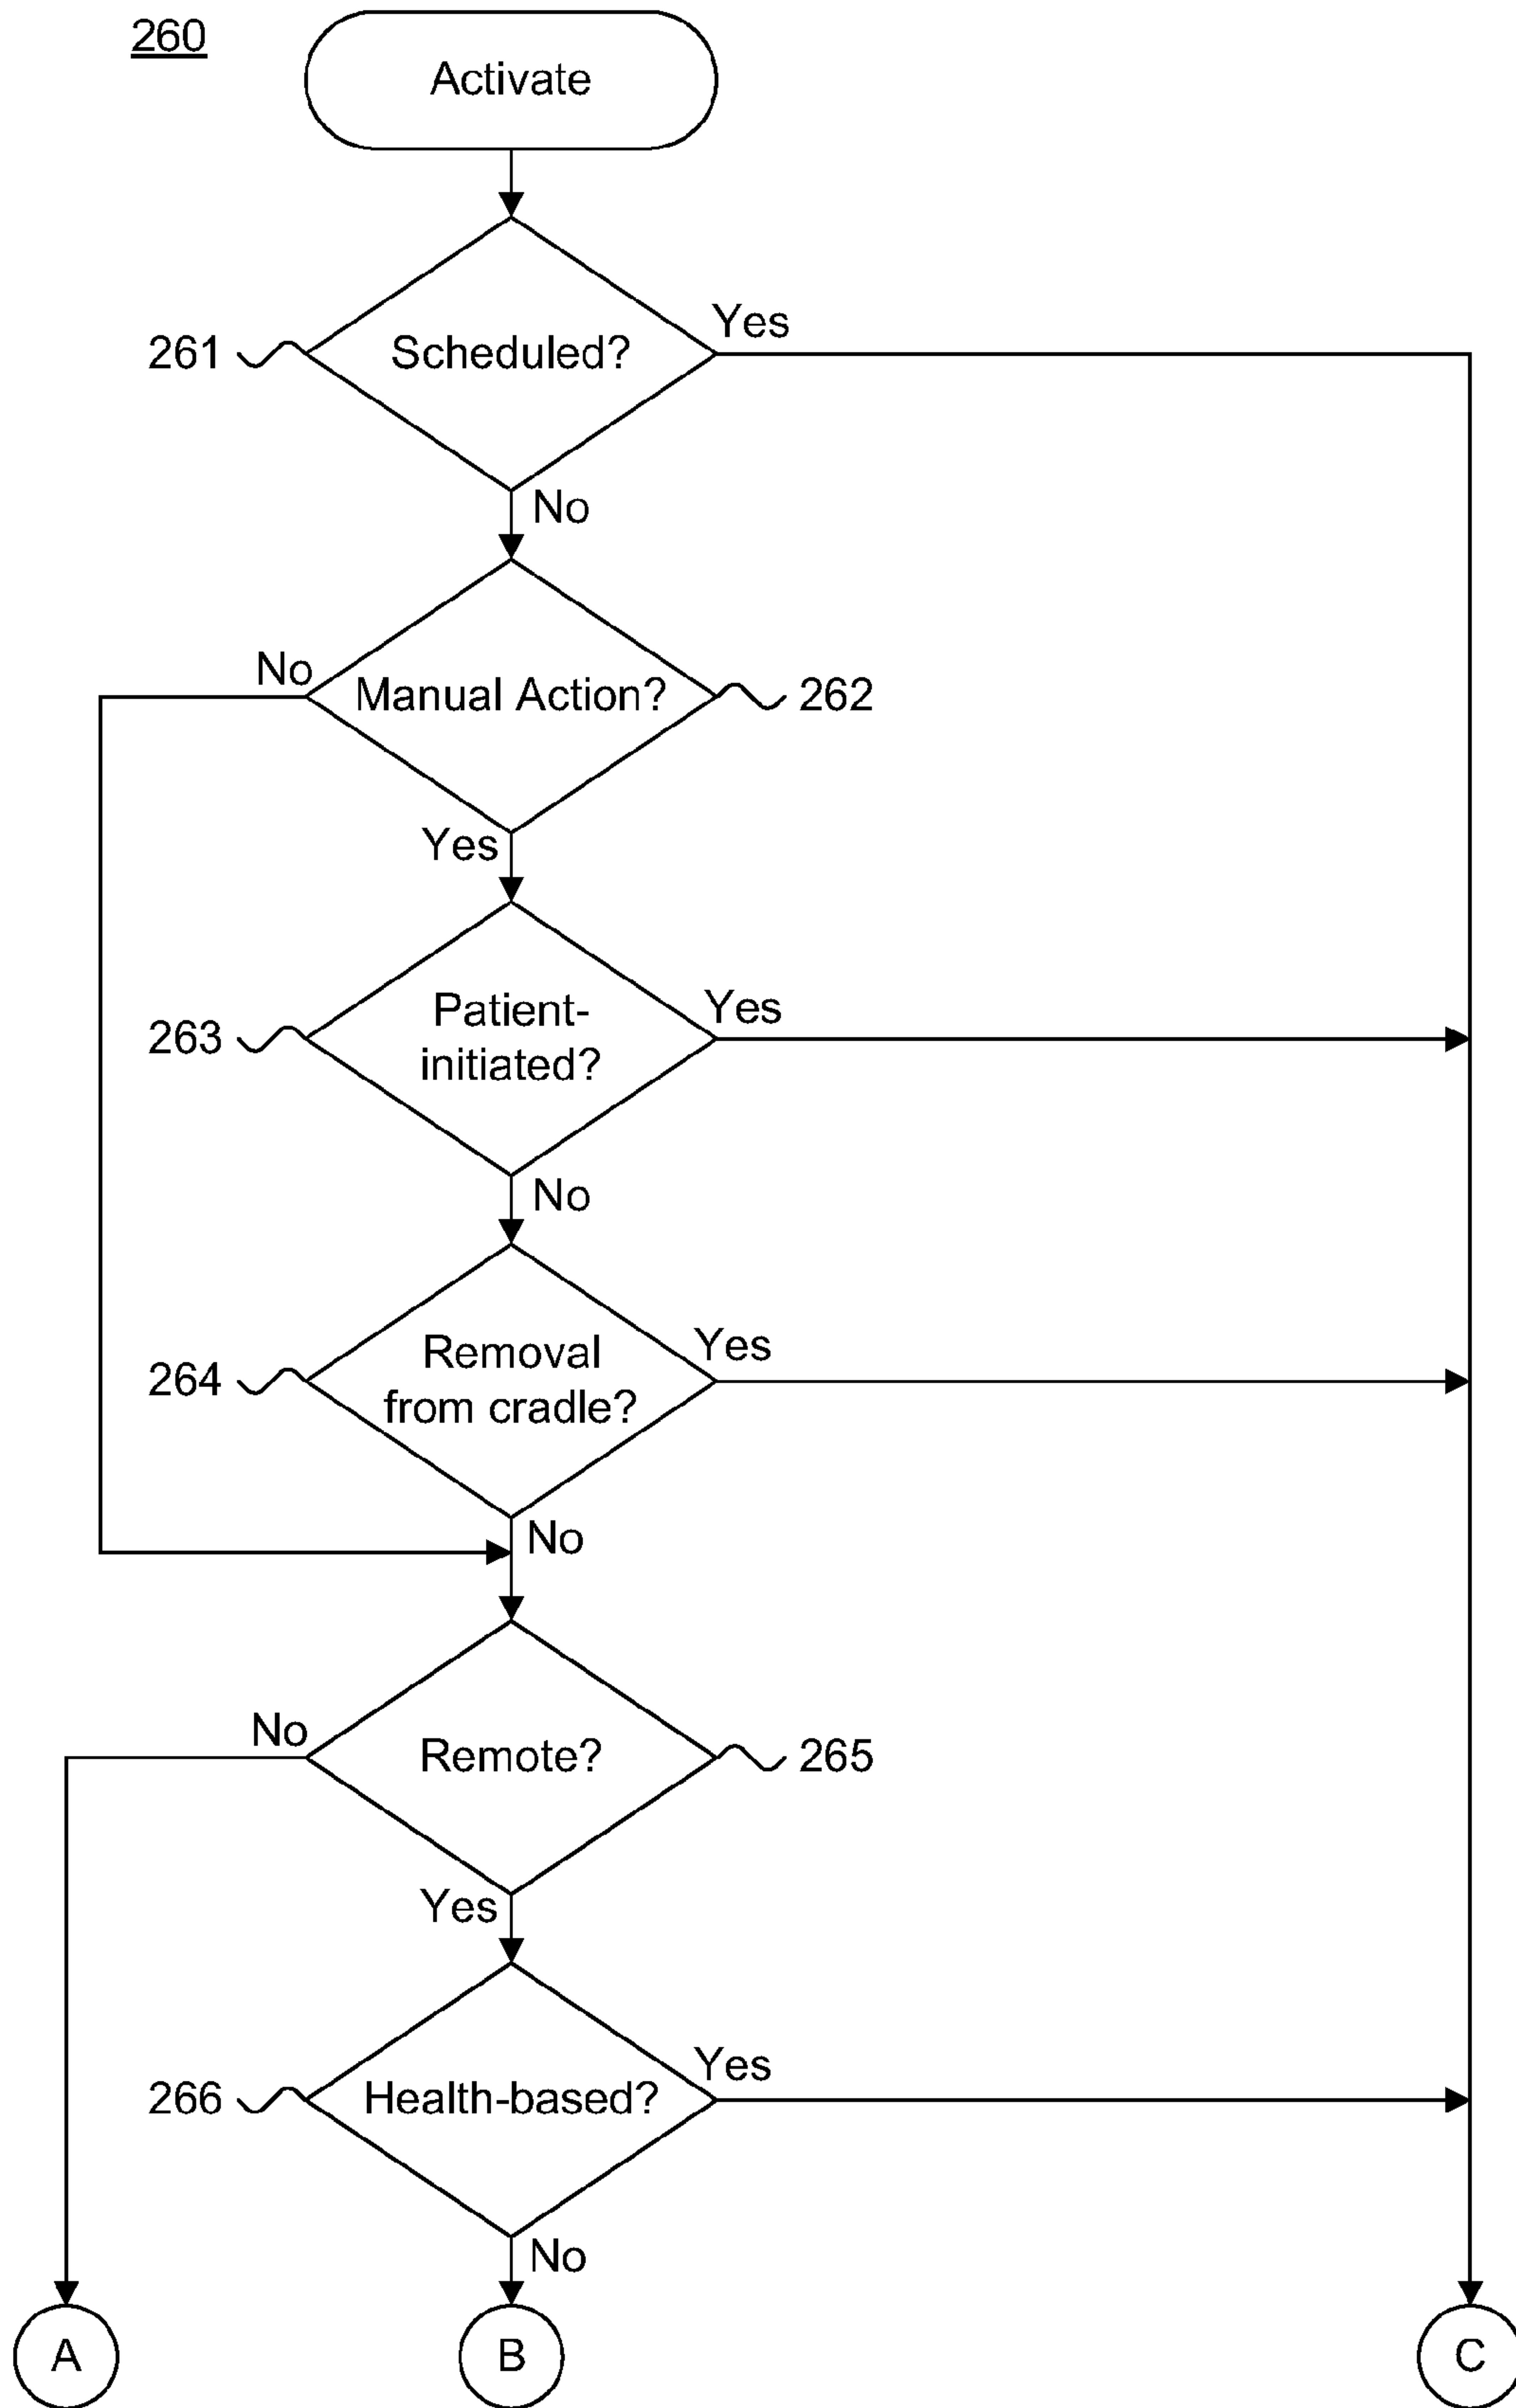 260
Activate
Yes
261
Scheduled?
No
No
Manual Action?
262
Yes
Patient-
initiated?
Yes
263
No
Removal
from cradle?
Yes
264
No
No
Remote?
265
Yes
Yes
266
Health-based?
No
A
B
C